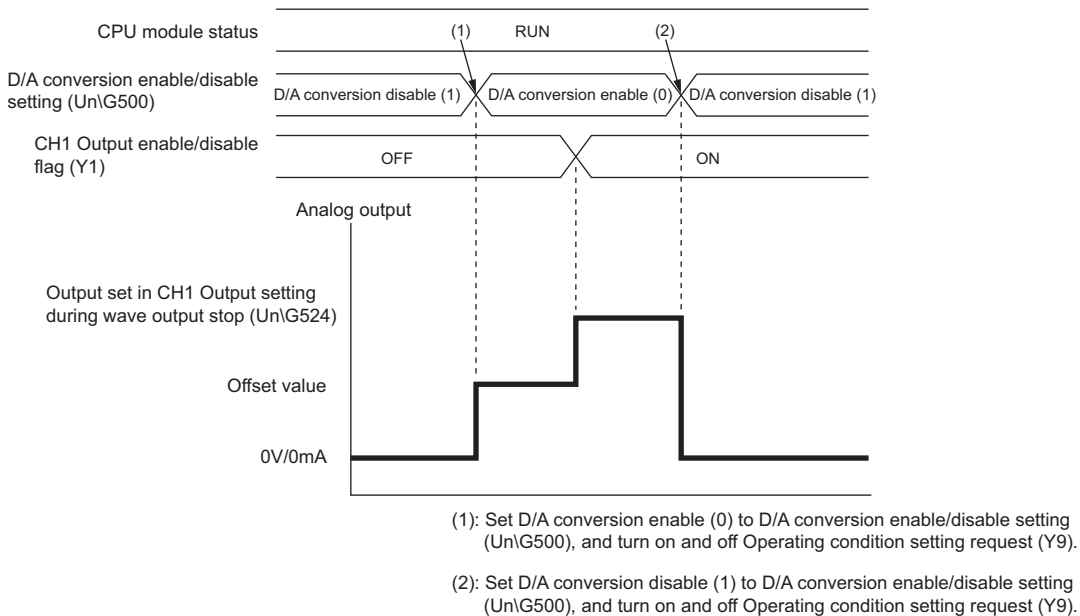 CPU module status
(1)
RUN
(2)
D/A conversion enable/disable
setting (Un\G500)
D/A conversion disable (1)
D/A conversion enable (0)
D/A conversion disable (1)
CH1 Output enable/disable
flag (Y1)
OFF
ON
Analog output
Output set in CH1 Output setting
during wave output stop (Un\G524)
Offset value
0V/0mA
(1): Set D/A conversion enable (0) to D/A conversion enable/disable setting
(Un\G500), and turn on and off Operating condition setting request (Y9).
(2): Set D/A conversion disable (1) to D/A conversion enable/disable setting
(Un\G500), and turn on and off Operating condition setting request (Y9).